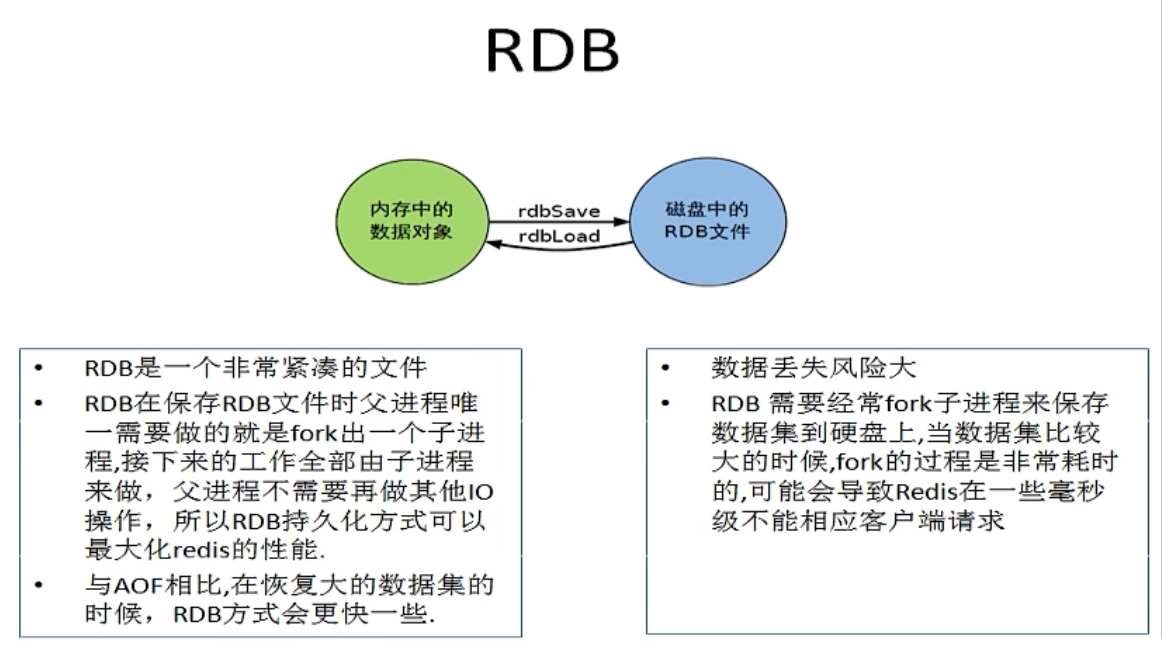 RDB
内存中的
数据对象
rdbSave
rdbLoad
磁盘中的
RDB文件
• RDB是一个非常紧凑的文件
• RDB在保存RDB文件时父进程唯
一需要做的就是fork出一个子进
程,接下来的工作全部由子进程
来做，父进程不需要再做其他IO
操作，所以RDB持久化方式可以
最大化redis的性能.
• 与AOF相比,在恢复大的数据集的
时候，RDB方式会更快一些.
• 数据丢失风险大
• RDB 需要经常fork子进程来保存
数据集到硬盘上,当数据集比较
大的时候,fork的过程是非常耗时
的,可能会导致Redis在一些毫秒
级不能相应客户端请求